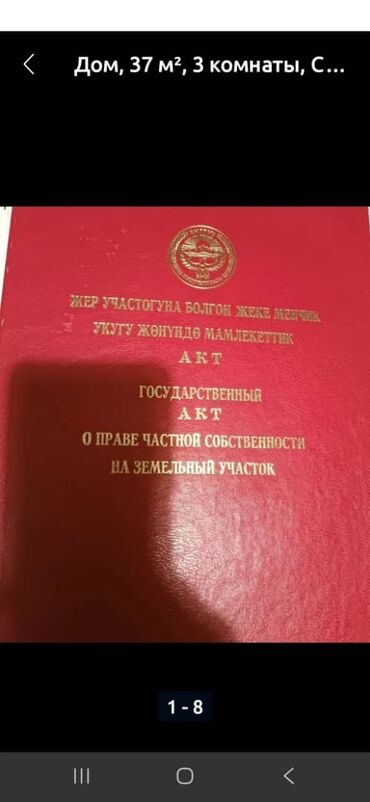 Дом, 37 м², 3 комнаты, С...
ЖЕР УЧАСТОГУНА БОЛГОН ЖЕКЕ МЕНЧИК
УКУГУ ЖӨНҮНДӨ МАМЛЕКЕТТИК
АКТ
ГОСУДАРСТВЕННЫЙ
АКТ
О ПРАВЕ ЧАСТНОЙ СОБСТВЕННОСТИ
НА ЗЕМЕЛЬНЫЙ УЧАСТОК
1 - 8